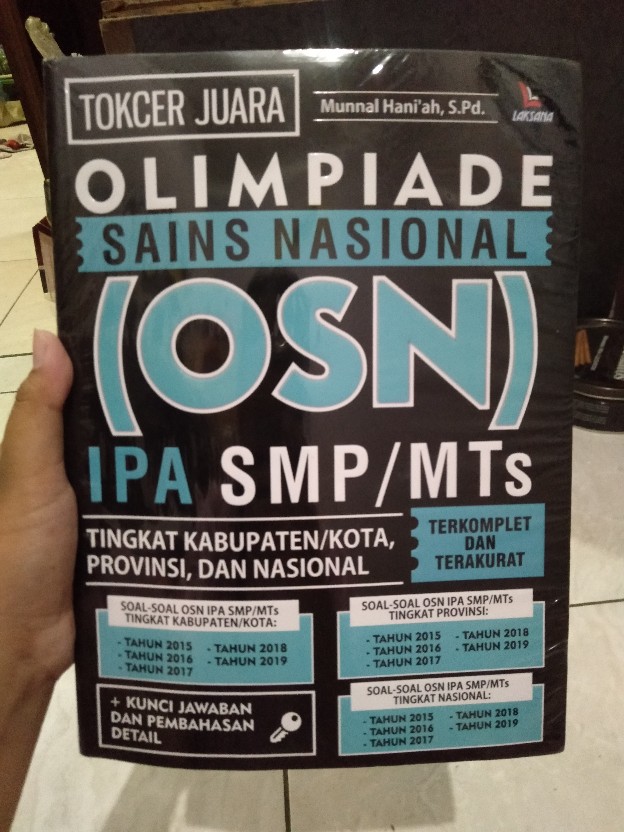 TOKCER JUARA
Munnal Hani'ah, S.Pd.
LAKSANA
OLIMPIADE
SAINS NASIONAL
(OSN)
IPA SMP/MTs
TINGKAT KABUPATEN/KOTA,
PROVINSI, DAN NASIONAL
TERKOMPLET
DAN
TERAKURAT
SOAL-SOAL OSN IPA SMP/MTs
TINGKAT KABUPATEN/KOTA:
- TAHUN 2015
- TAHUN 2016
- TAHUN 2017
- TAHUN 2018
- TAHUN 2019
SOAL-SOAL OSN IPA SMP/MTs
TINGKAT PROVINSI:
- TAHUN 2015
- TAHUN 2016
- TAHUN 2017
- TAHUN 2018
- TAHUN 2019
+ KUNCI JAWABAN
DAN PEMBAHASAN
DETAIL
SOAL-SOAL OSN IPA SMP/MTs
TINGKAT NASIONAL:
- TAHUN 2015
- TAHUN 2016
- TAHUN 2017
- TAHUN 2018
- TAHUN 2019